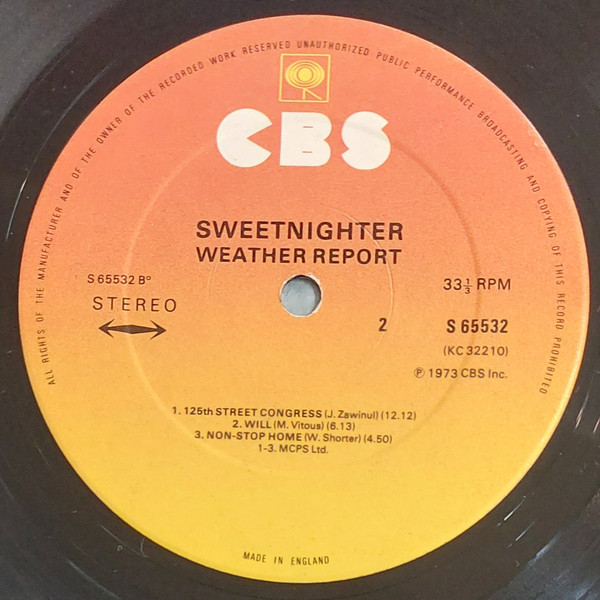 ALL RIGHTS OF THE MANUFACTURER AND OF THE OWNER OF THE RECORDED WORK RESERVED UNAUTHORIZED PUBLIC PERFORMANCE BROADCASTING AND COPYING OF THIS RECORD PROHIBITED
CBS
SWEETNIGHTER
WEATHER REPORT
S 65532 Bº
STEREO
33⅓ RPM
2
S 65532
(KC 32210)
℗ 1973 CBS Inc.
1. 125th STREET CONGRESS (J. Zawinul) (12.12)
2. WILL (M. Vitous) (6.13)
3. NON-STOP HOME (W. Shorter) (4.50)
1-3. MCPS Ltd.
MADE IN ENGLAND